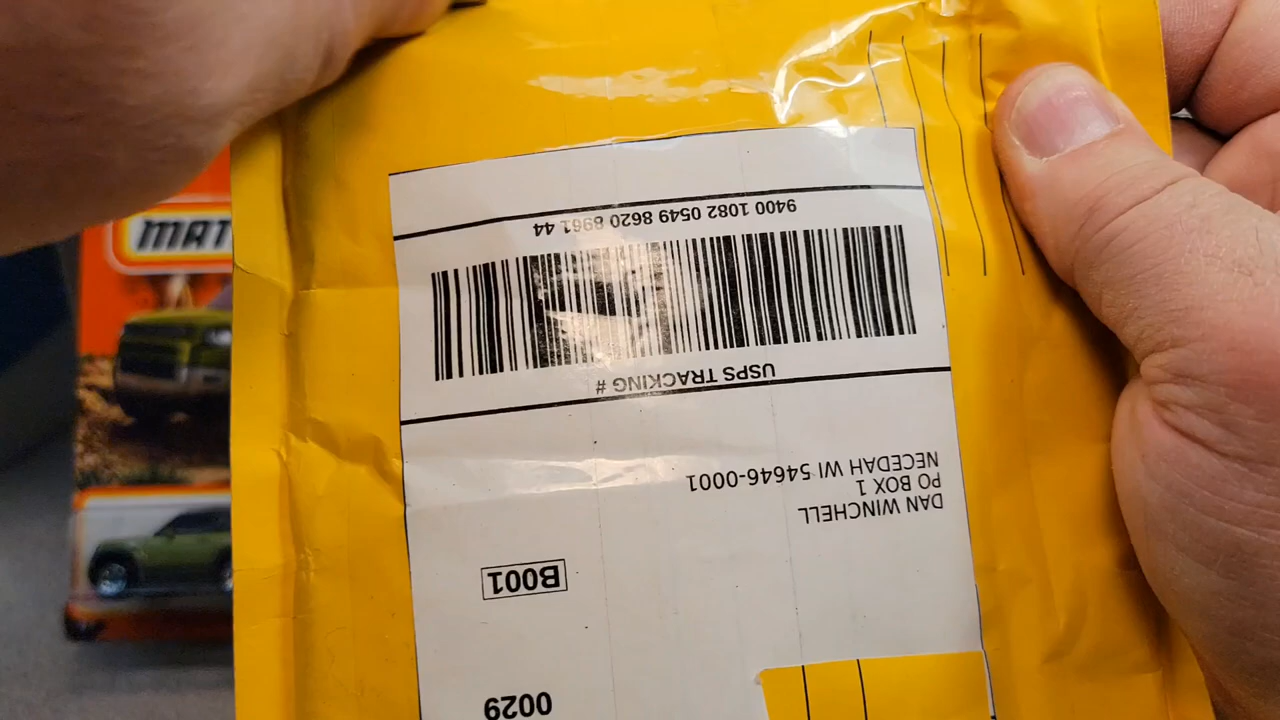 MAT
0029
B001
DAN WINCHELL
PO BOX 1
NECEDAH WI 54646-0001
USPS TRACKING #
9400 1082 0549 8620 8961 44